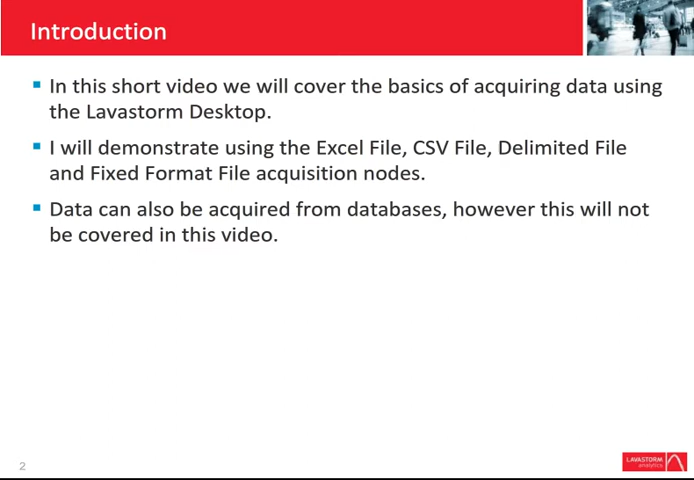 Introduction
In this short video we will cover the basics of acquiring data using
the Lavastorm Desktop.
I will demonstrate using the Excel File, CSV File, Delimited File
and Fixed Format File acquisition nodes.
Data can also be acquired from databases, however this will not
be covered in this video.
2
LAVASTORM
analytics